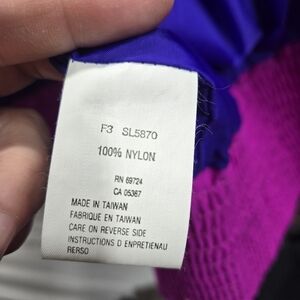 F3 SL5870
100% NYLON
RN 69724
CA 05367
MADE IN TAIWAN
FABRIQUÉ EN TAIWAN
CARE ON REVERSE SIDE
INSTRUCTIONS D ENPRETIENAU
RERSO